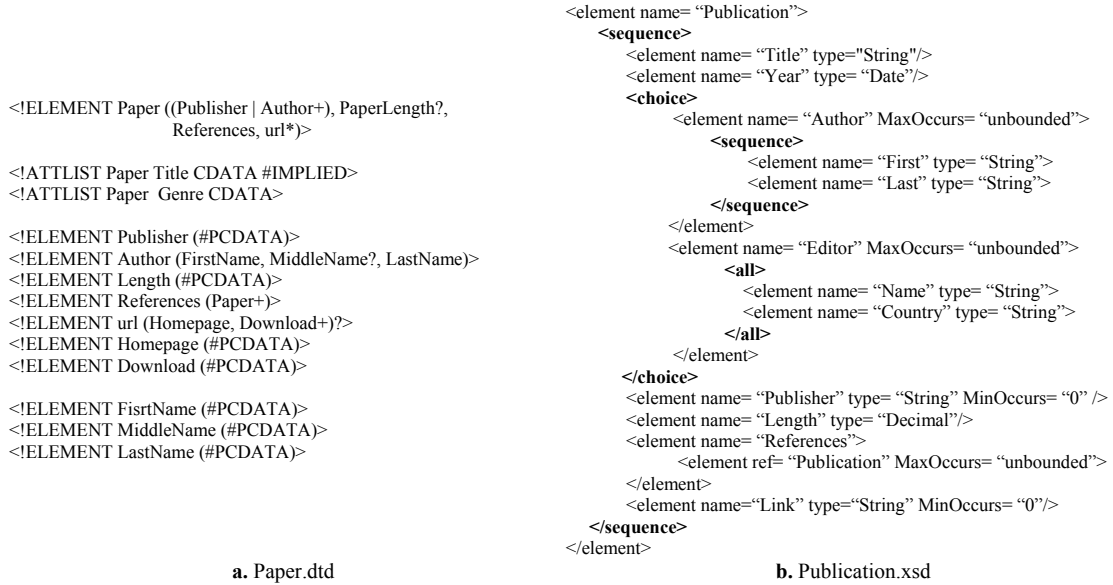 <!ELEMENT Paper ((Publisher | Author+), PaperLength?,
References, url*)>
<!ATTLIST Paper Title CDATA #IMPLIED>
<!ATTLIST Paper  Genre CDATA>
<!ELEMENT Publisher (#PCDATA)>
<!ELEMENT Author (FirstName, MiddleName?, LastName)>
<!ELEMENT Length (#PCDATA)>
<!ELEMENT References (Paper+)>
<!ELEMENT url (Homepage, Download+)?>
<!ELEMENT Homepage (#PCDATA)>
<!ELEMENT Download (#PCDATA)>
<!ELEMENT FisrtName (#PCDATA)>
<!ELEMENT MiddleName (#PCDATA)>
<!ELEMENT LastName (#PCDATA)>
a. Paper.dtd
<element name= “Publication”>
<sequence>
<element name= “Title” type="String"/>
<element name= “Year” type= “Date”/>
<choice>
<element name= “Author” MaxOccurs= “unbounded”>
<sequence>
<element name= “First” type= “String”>
<element name= “Last” type= “String”>
</sequence>
</element>
<element name= “Editor” MaxOccurs= “unbounded”>
<all>
<element name= “Name” type= “String”>
<element name= “Country” type= “String”>
</all>
</element>
</choice>
<element name= “Publisher” type= “String” MinOccurs= “0” />
<element name= “Length” type= “Decimal”/>
<element name= “References”>
<element ref= “Publication” MaxOccurs= “unbounded”>
</element>
<element name=“Link” type=“String” MinOccurs= “0”/>
</sequence>
</element>
b. Publication.xsd